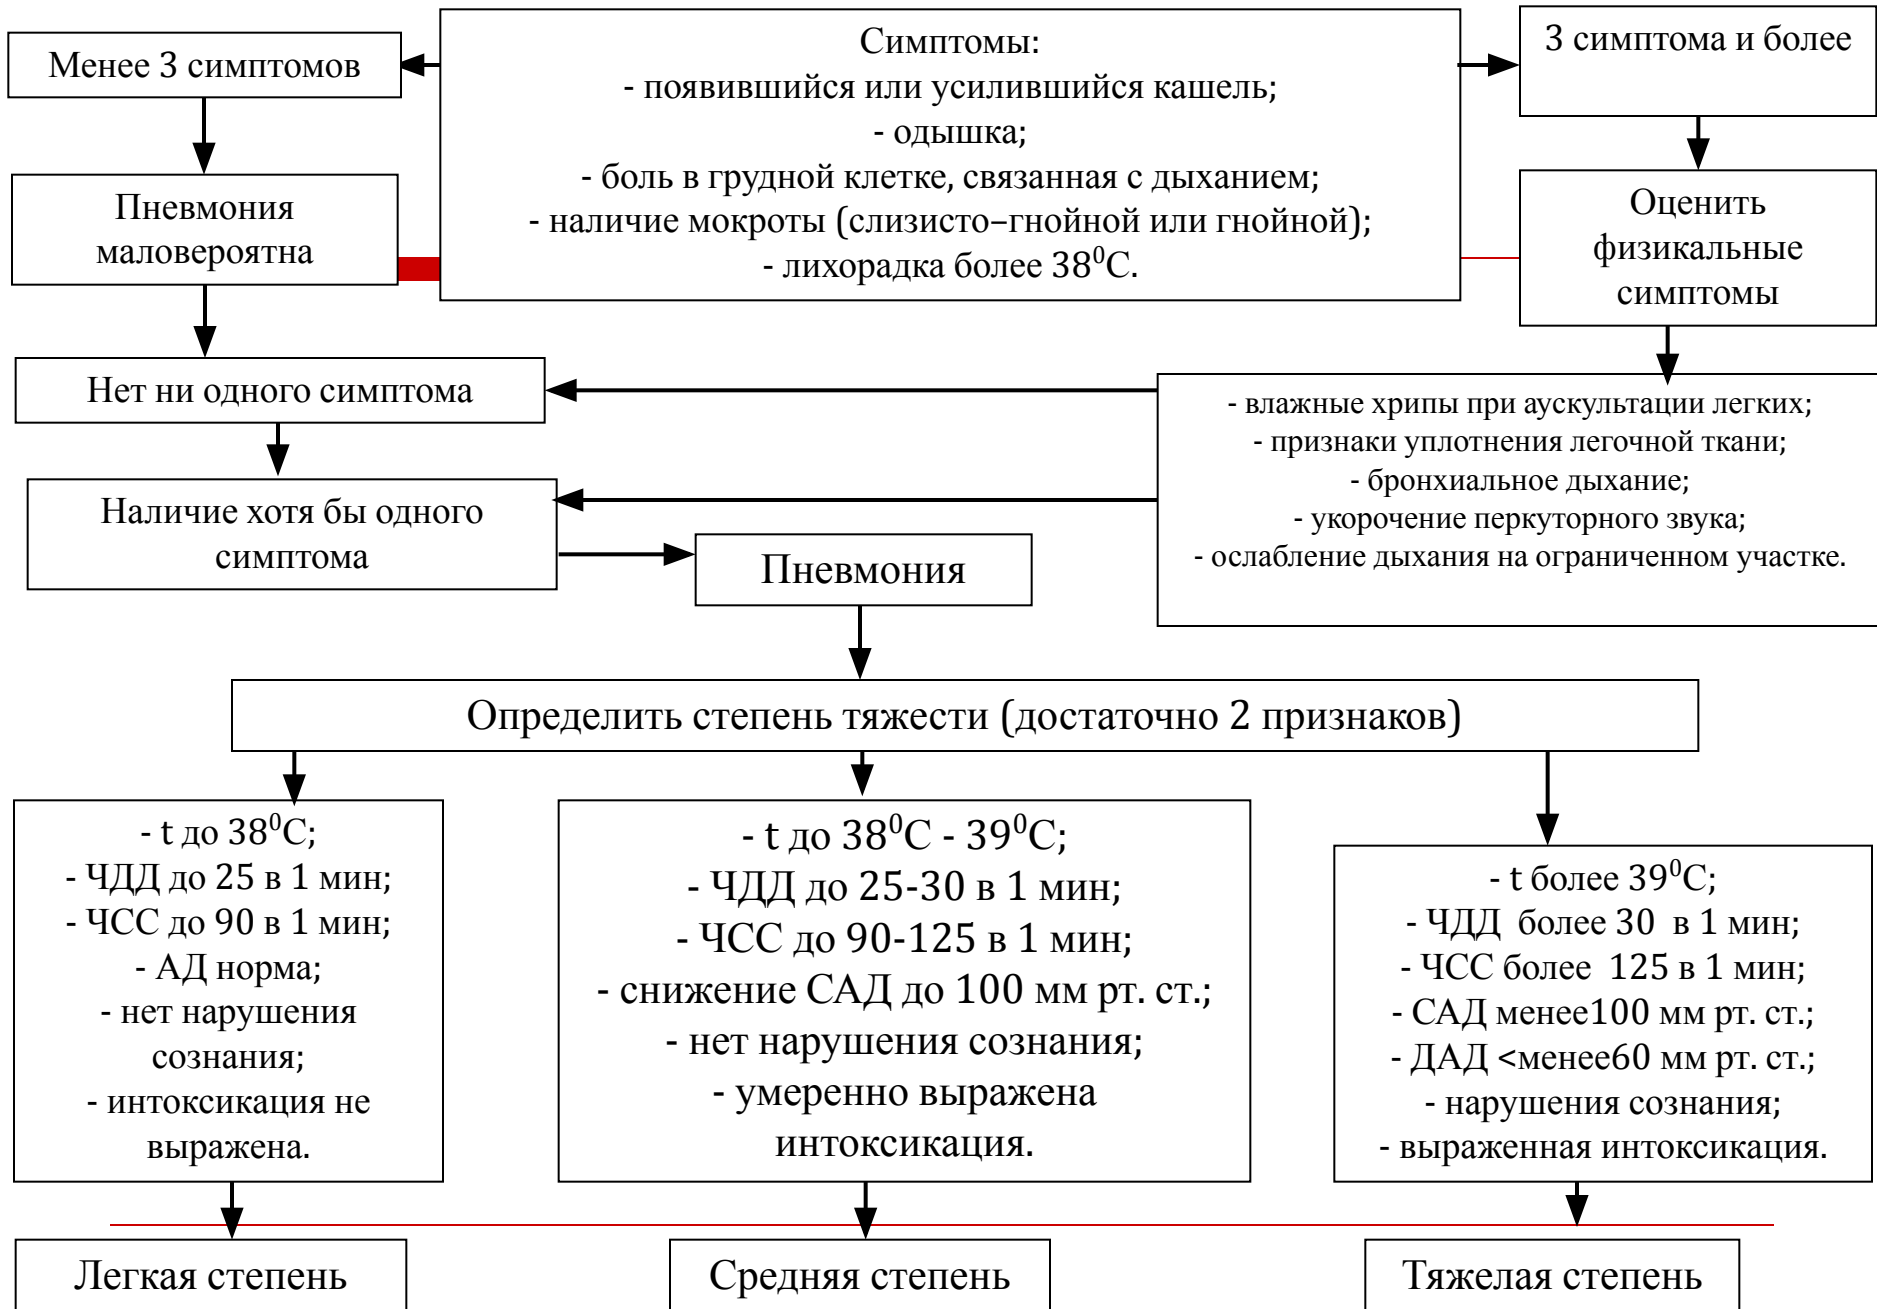 Менее 3 симптомов
Симптомы:
- появившийся или усилившийся кашель;
- одышка;
- боль в грудной клетке, связанная с дыханием;
- наличие мокроты (слизисто–гнойной или гнойной);
- лихорадка более 38⁰С.
3 симптома и более
Пневмония
маловероятна
Оценить
физикальные
симптомы
Нет ни одного симптома
- влажные хрипы при аускультации легких;
- признаки уплотнения легочной ткани;
- бронхиальное дыхание;
- укорочение перкуторного звука;
- ослабление дыхания на ограниченном участке.
Наличие хотя бы одного
симптома
Пневмония
Определить степень тяжести (достаточно 2 признаков)
- t до 38⁰С;
- ЧДД до 25 в 1 мин;
- ЧСС до 90 в 1 мин;
- АД норма;
- нет нарушения
сознания;
- интоксикация не
выражена.
- t до 38⁰С - 39⁰С;
- ЧДД до 25-30 в 1 мин;
- ЧСС до 90-125 в 1 мин;
- снижение САД до 100 мм рт. ст.;
- нет нарушения сознания;
- умеренно выражена
интоксикация.
- t более 39⁰С;
- ЧДД  более 30  в 1 мин;
- ЧСС более  125 в 1 мин;
- САД менее100 мм рт. ст.;
- ДАД <менее60 мм рт. ст.;
- нарушения сознания;
- выраженная интоксикация.
Легкая степень
Средняя степень
Тяжелая степень